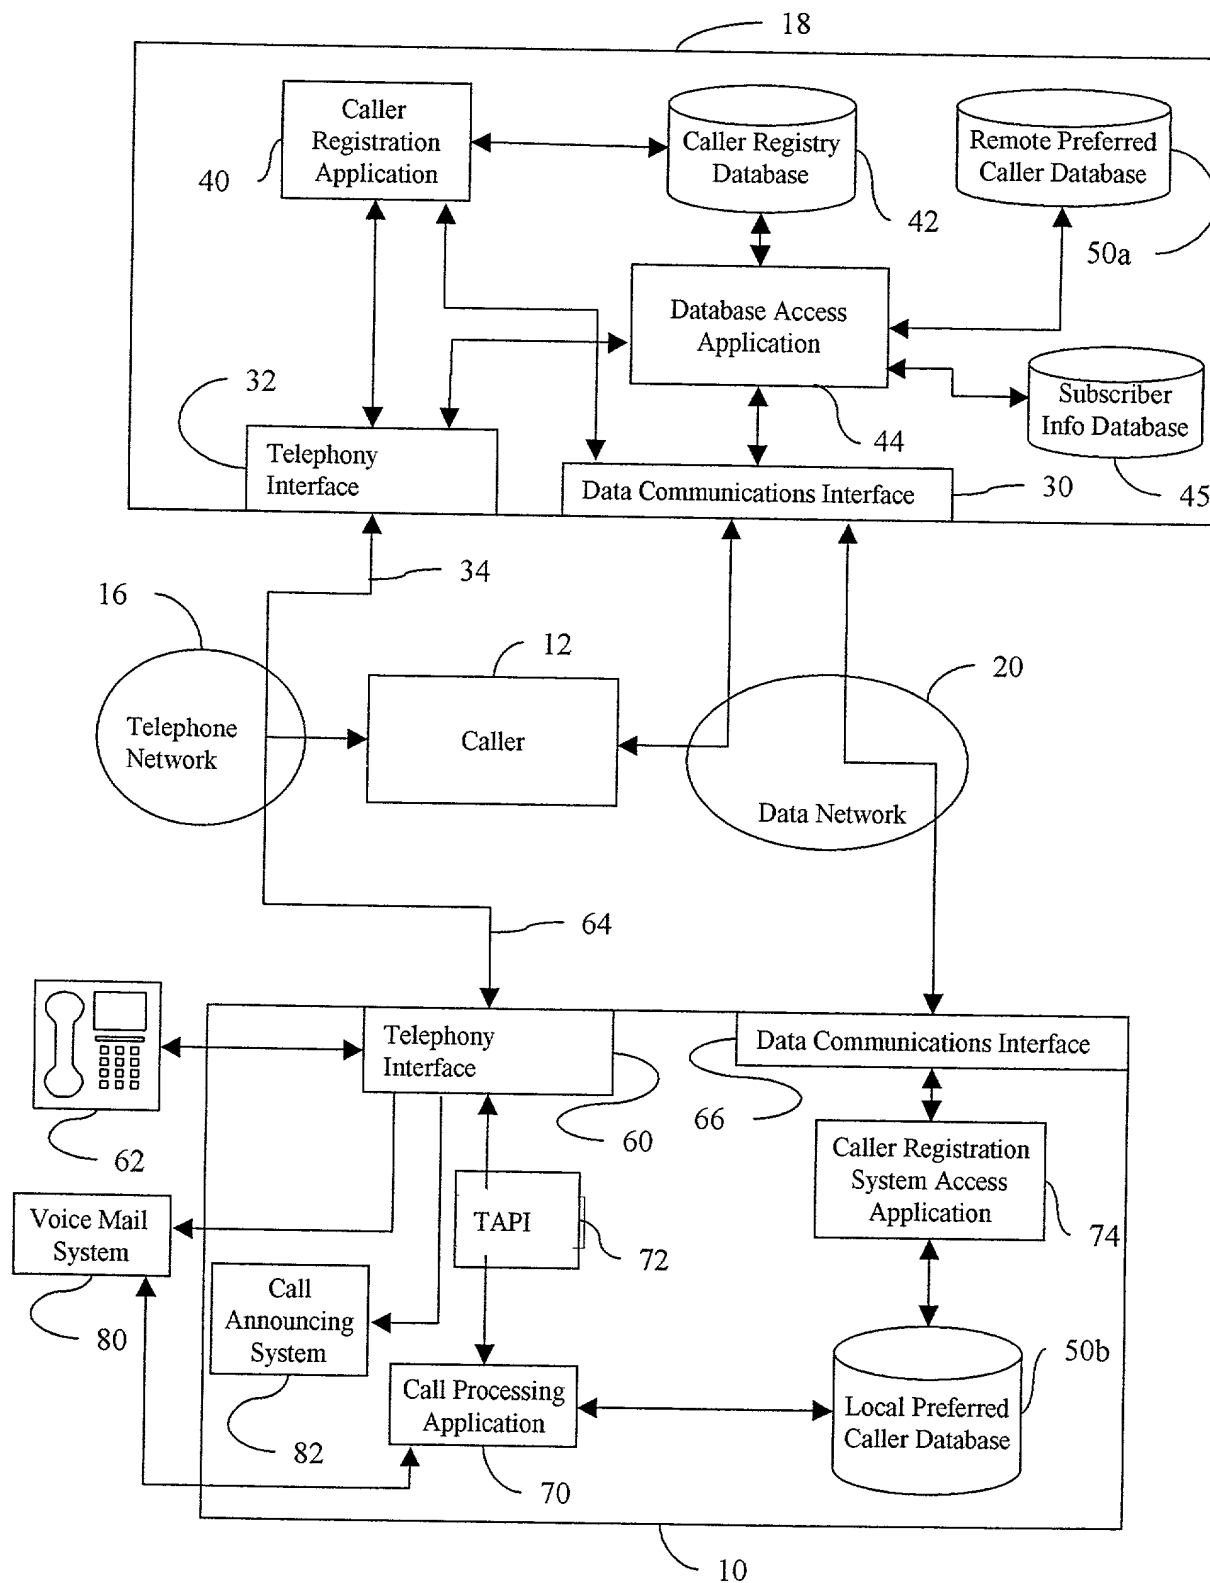 18
Caller
Registration
Application
40
Caller Registry
Database
42
Remote Preferred
Caller Database
50a
Database Access
Application
44
Subscriber
Info Database
45
32
Telephony
Interface
Data Communications Interface
30
34
16
Telephone
Network
12
Caller
20
Data Network
64
62
Telephony
Interface
60
66
Data Communications Interface
Caller Registration
System Access
Application
74
Voice Mail
System
80
TAPI
72
Call
Announcing
System
82
Call Processing
Application
70
50b
Local Preferred
Caller Database
10